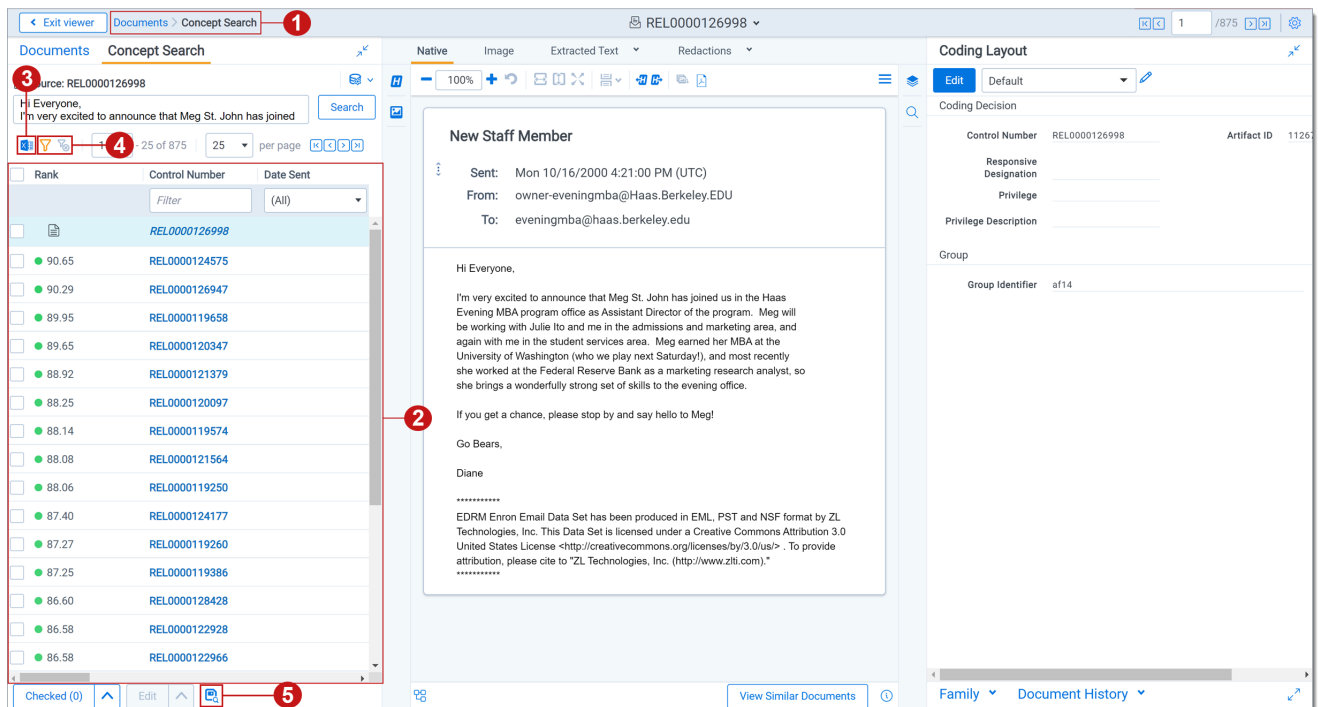 Exit viewer
Documents > Concept Search
1
REL0000126998
1
/875
Documents
Concept Search
3
urce: REL0000126998
Hi Everyone,
I'm very excited to announce that Meg St. John has joined
Search
4
1
- 25 of 875
25
per page
Rank
Control Number
Date Sent
Filter
(All)
REL0000126998
90.65
REL0000124575
90.29
REL0000126947
89.95
REL0000119658
89.65
REL0000120347
88.92
REL0000121379
88.25
REL0000120097
88.14
REL0000119574
88.08
REL0000121564
88.06
REL0000119250
87.40
REL0000124177
87.27
REL0000119260
87.25
REL0000119386
86.60
REL0000128428
86.58
REL0000122928
86.58
REL0000122966
2
Checked (0)
Edit
5
Native
Image
Extracted Text
Redactions
100%
New Staff Member
Sent: Mon 10/16/2000 4:21:00 PM (UTC)
From: owner-eveningmba@Haas.Berkeley.EDU
To: eveningmba@haas.berkeley.edu
Hi Everyone,
I'm very excited to announce that Meg St. John has joined us in the Haas
Evening MBA program office as Assistant Director of the program. Meg will
be working with Julie Ito and me in the admissions and marketing area, and
again with me in the student services area. Meg earned her MBA at the
University of Washington (who we play next Saturday!), and most recently
she worked at the Federal Reserve Bank as a marketing research analyst, so
she brings a wonderfully strong set of skills to the evening office.
If you get a chance, please stop by and say hello to Meg!
Go Bears,
Diane
***********
EDRM Enron Email Data Set has been produced in EML, PST and NSF format by ZL
Technologies, Inc. This Data Set is licensed under a Creative Commons Attribution 3.0
United States License <http://creativecommons.org/licenses/by/3.0/us/> . To provide
attribution, please cite to "ZL Technologies, Inc. (http://www.zlti.com)."
***********
View Similar Documents
Coding Layout
Edit
Default
Coding Decision
Control Number REL0000126998
Artifact ID 11267
Responsive
Designation
Privilege
Privilege Description
Group
Group Identifier af14
Family
Document History